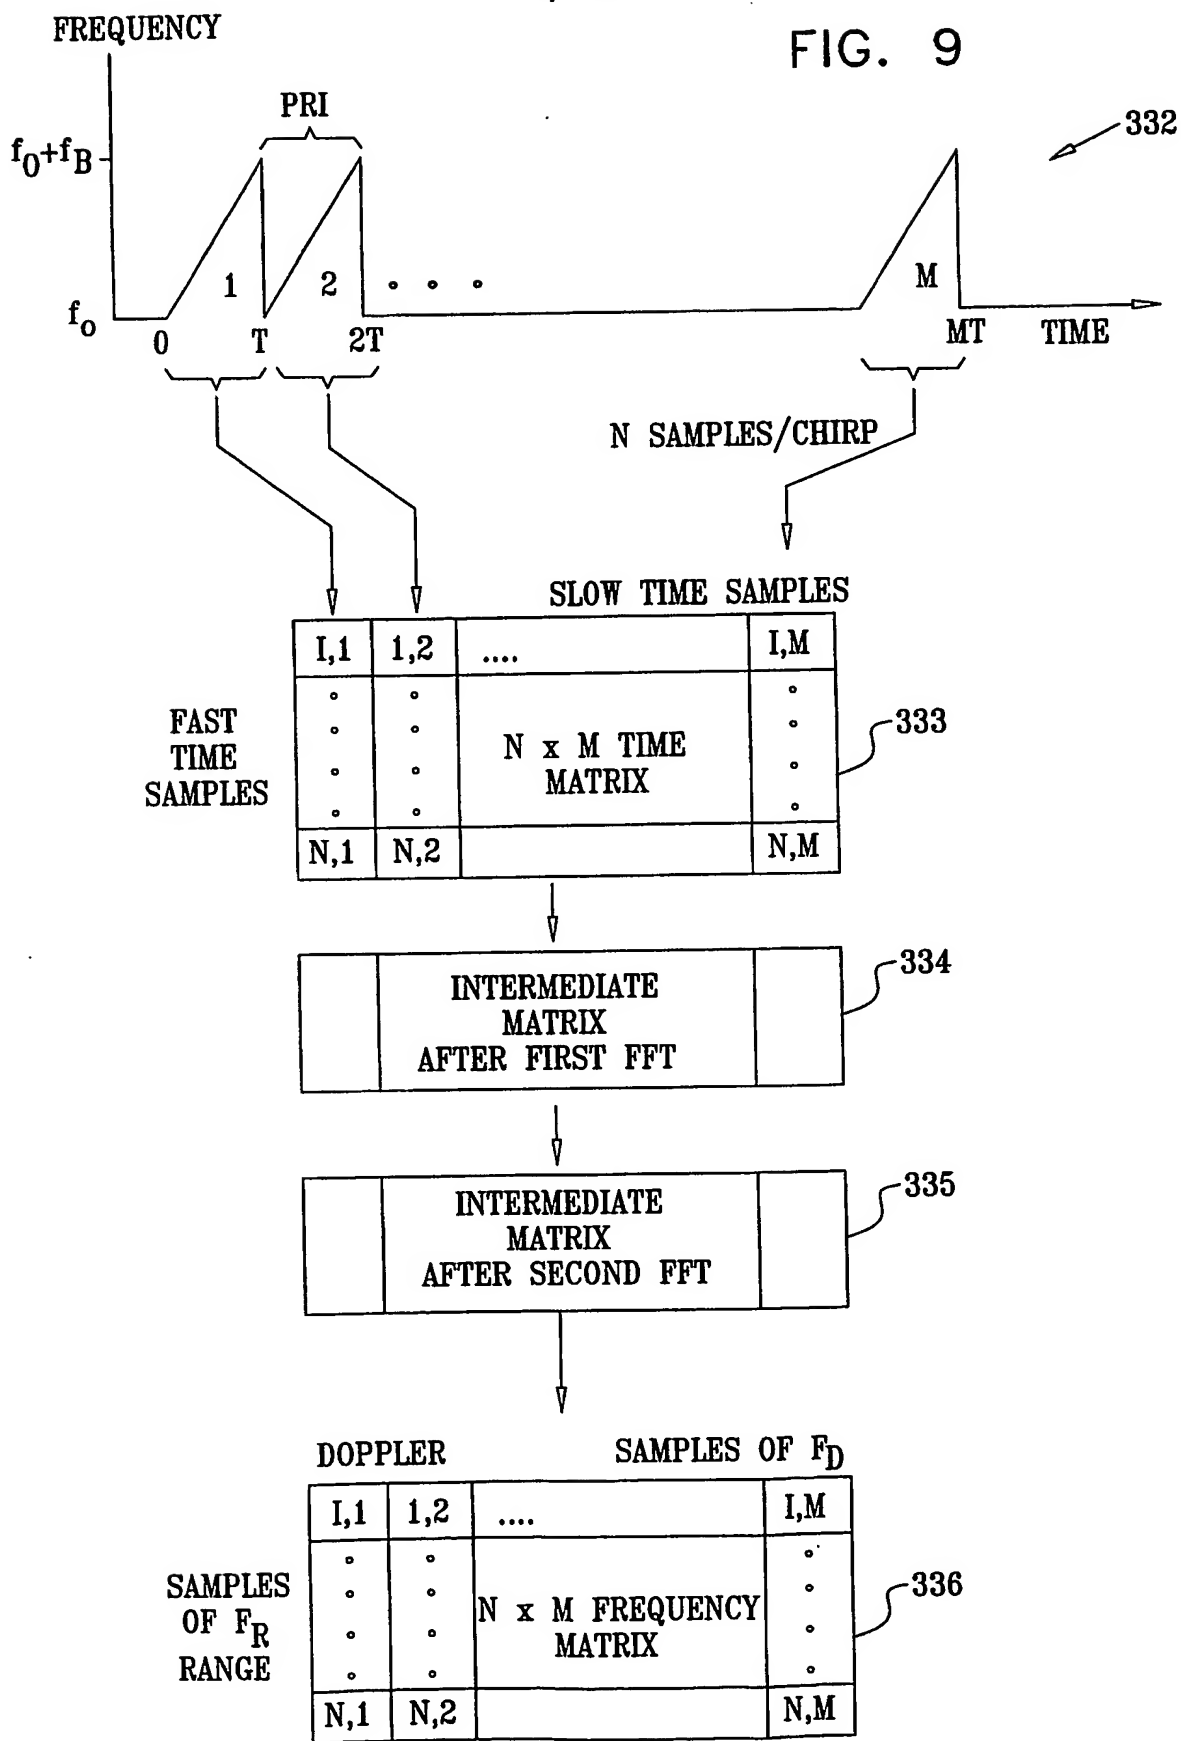 FREQUENCY
FIG. 9
PRI
332
f0+fB
1
2
• • •
M
fo
0
T
2T
MT
TIME
N SAMPLES/CHIRP
SLOW TIME SAMPLES
I,1 1,2 .... I,M
FAST
TIME
SAMPLES
N x M TIME
MATRIX
333
N,1 N,2 N,M
INTERMEDIATE
MATRIX
AFTER FIRST FFT
334
INTERMEDIATE
MATRIX
AFTER SECOND FFT
335
DOPPLER
SAMPLES OF FD
I,1 1,2 .... I,M
SAMPLES
OF FR
RANGE
N x M FREQUENCY
MATRIX
336
N,1 N,2 N,M